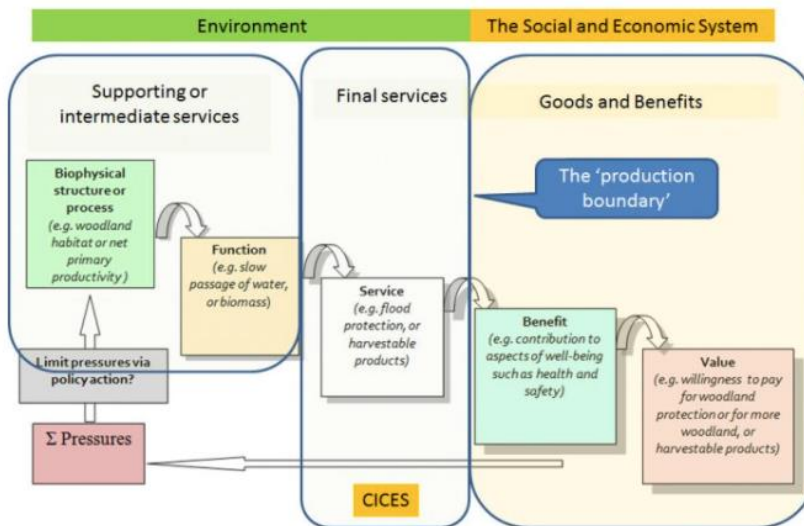 Environment
The Social and Economic System
Supporting or
intermediate services
Final services
Goods and Benefits
Biophysical
structure or
process
(e.g. woodland
habitat or net
primary
productivity )
The ‘production
boundary’
Function
(e.g. slow
passage of water,
or biomass)
Service
(e.g. flood
protection, or
harvestable
products)
Benefit
(e.g. contribution to
aspects of well-being
such as health and
safety)
Value
(e.g. willingness to pay
for woodland
protection or for more
woodland, or
harvestable products)
Limit pressures via
policy action?
Σ Pressures
CICES